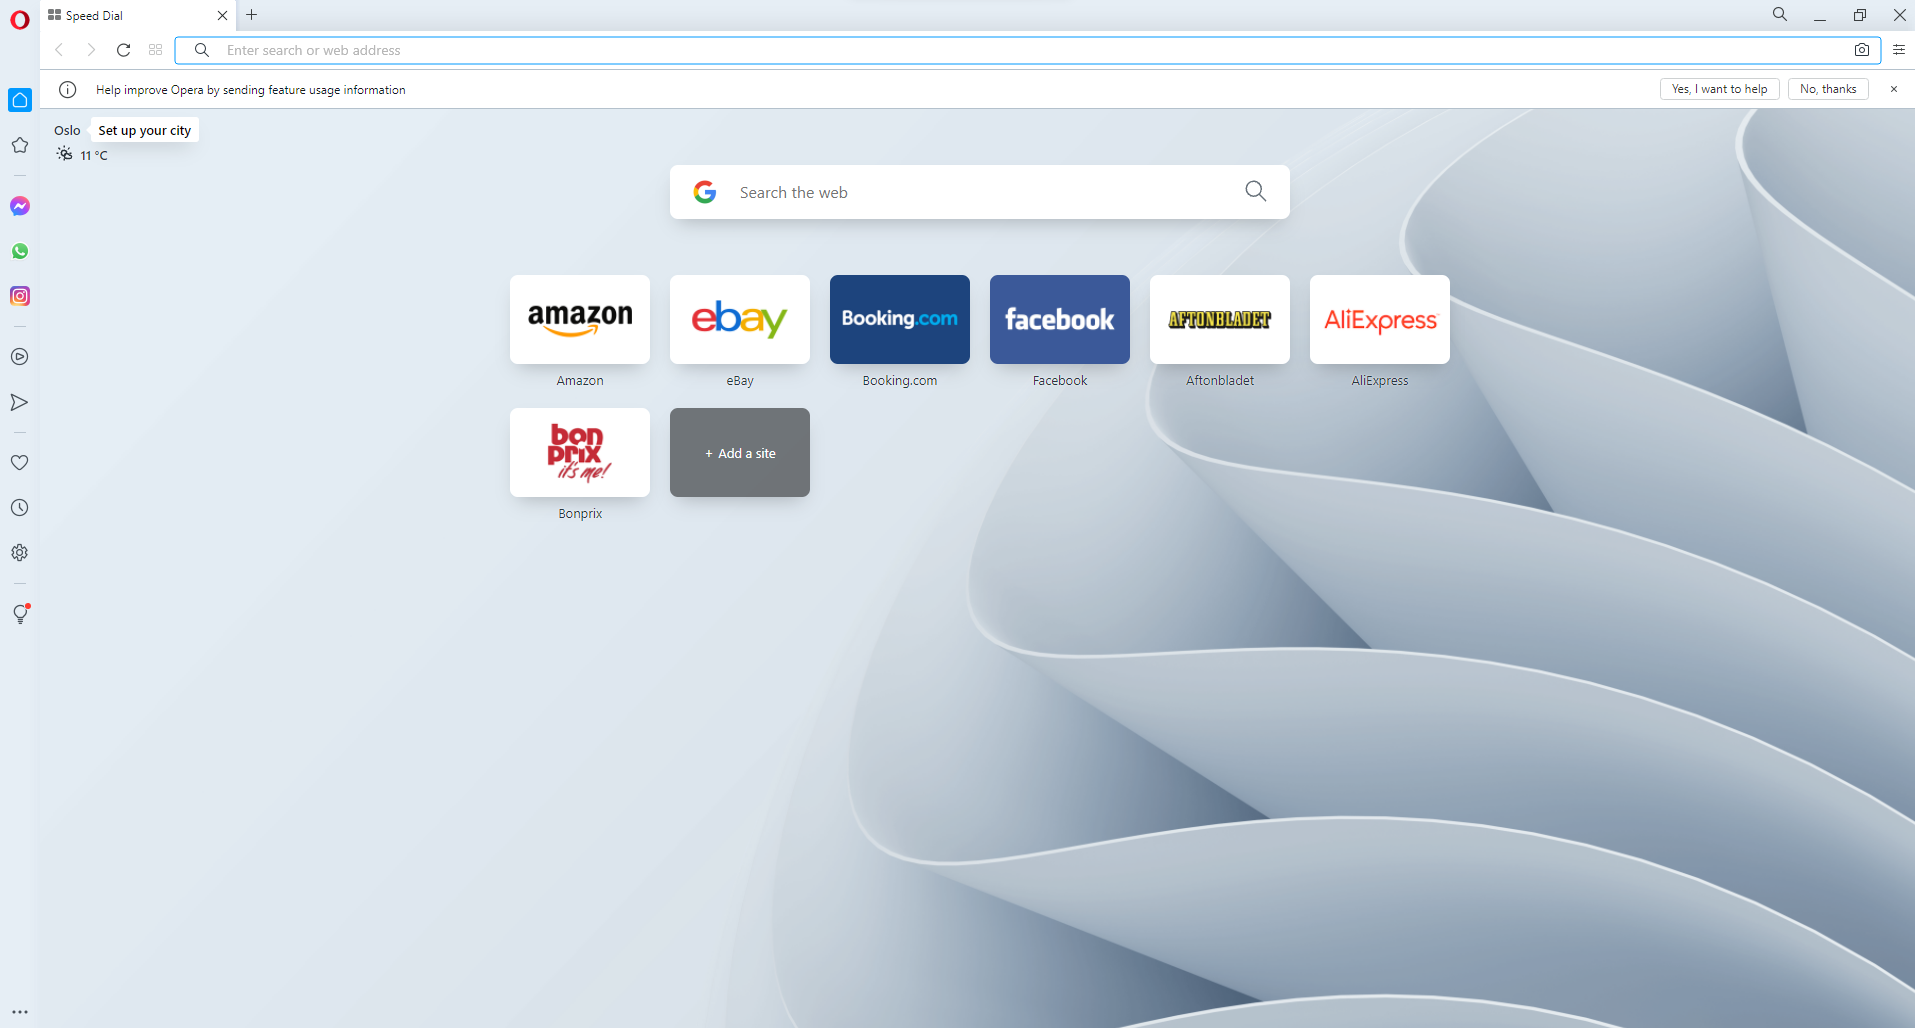 Speed Dial
Enter search or web address
Help improve Opera by sending feature usage information
Yes, I want to help
No, thanks
Oslo
Set up your city
11 °C
Search the web
amazon
ebay
Booking.com
facebook
AFTONBLADET
AliExpress
Amazon
eBay
Booking.com
Facebook
Aftonbladet
AliExpress
bon
prix
it's me!
+ Add a site
Bonprix